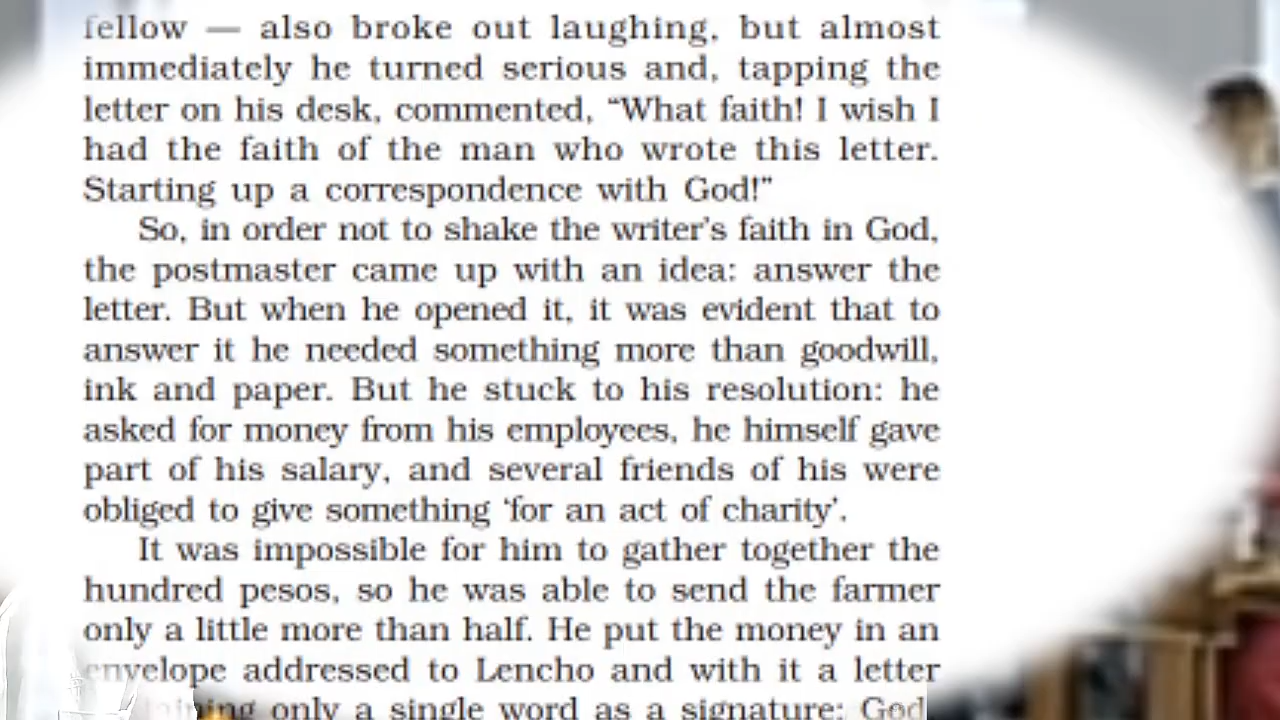 fellow — also broke out laughing, but almost
immediately he turned serious and, tapping the
letter on his desk, commented, “What faith! I wish I
had the faith of the man who wrote this letter.
Starting up a correspondence with God!”
So, in order not to shake the writer’s faith in God,
the postmaster came up with an idea: answer the
letter. But when he opened it, it was evident that to
answer it he needed something more than goodwill,
ink and paper. But he stuck to his resolution: he
asked for money from his employees, he himself gave
part of his salary, and several friends of his were
obliged to give something ‘for an act of charity’.
It was impossible for him to gather together the
hundred pesos, so he was able to send the farmer
only a little more than half. He put the money in an
envelope addressed to Lencho and with it a letter
only a single word as a signature: God